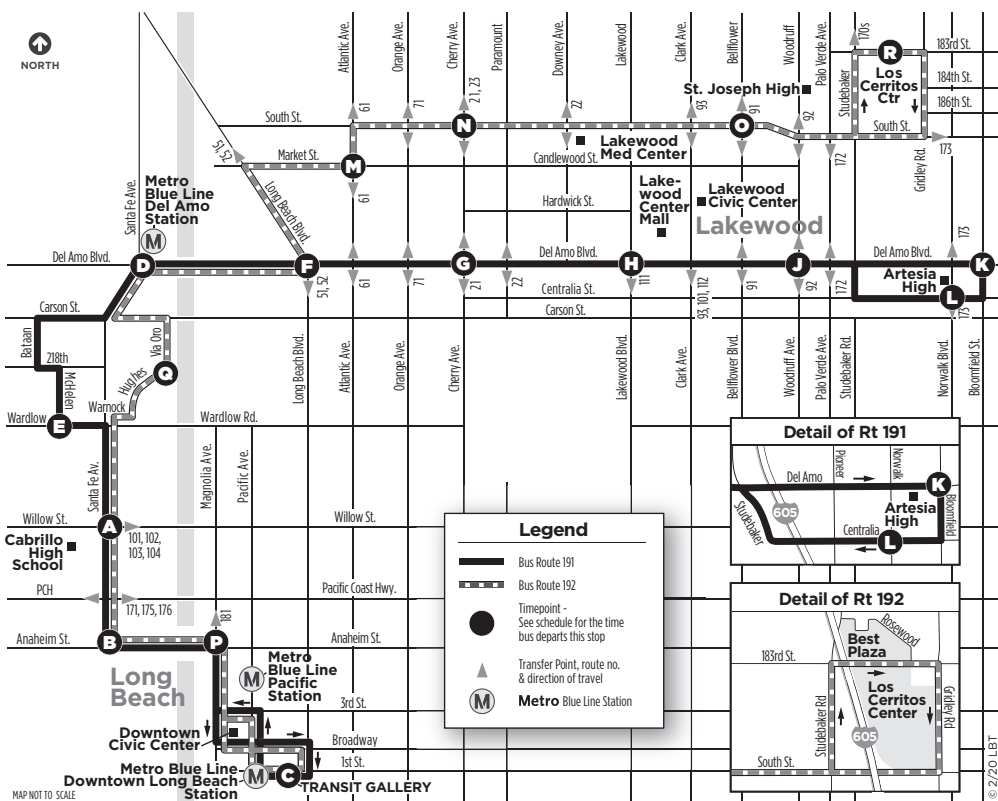 NORTH
Atlantic Ave.
Orange Ave.
Cherry Ave.
Paramount
Downey Ave.
Lakewood
Clark Ave.
Bellflower
Woodruff
Palo Verde Ave.
170s
R
183rd St.
Los
Cerritos
Ctr
184th St.
186th St.
Studebaker
South St.
Gridley Rd.
173
St. Joseph High
61
71
21, 23
22
93
91
92
172
South St.
N
O
Lakewood
Med Center
Candlewood St.
51, 52
Market St.
M
61
Long Beach Blvd.
Santa Fe Ave.
Metro
Blue Line
Del Amo
Station
M
Hardwick St.
Lake-
wood
Center
Mall
Lakewood
Civic Center
Lakewood
173
Del Amo Blvd.
D
F
G
Del Amo Blvd.
H
J
Del Amo Blvd.
K
Artesia
High
L
173
51, 52
61
71
21
22
111
93, 101, 112
91
92
172
Centralia St.
Carson St.
Carson St.
Bataan
Via Oro
218th
McHelen
Hughes
Q
Warnock
Wardlow
E
Wardlow Rd.
Long Beach Blvd.
Atlantic Ave.
Orange Ave.
Cherry Ave.
Lakewood Blvd.
Clark Ave.
Bellflower Blvd.
Woodruff Ave.
Palo Verde Ave.
Studebaker Rd.
Norwalk Blvd.
Bloomfield St.
Santa Fe Av.
Magnolia Ave.
Pacific Ave.
Willow St.
A
101, 102,
103, 104
Willow St.
Cabrillo
High
School
PCH
171, 175, 176
Pacific Coast Hwy.
181
Anaheim St.
B
P
Anaheim St.
Long
Beach
M
Metro
Blue Line
Pacific
Station
3rd St.
Downtown
Civic Center
Broadway
1st St.
Metro Blue Line
Downtown Long Beach
Station
M
C
TRANSIT GALLERY
MAP NOT TO SCALE
Legend
Bus Route 191
Bus Route 192
Timepoint -
See schedule for the time
bus departs this stop
Transfer Point, route no.
& direction of travel
M
Metro Blue Line Station
Detail of Rt 191
Pioneer
Norwalk
Del Amo
K
605
Studebaker
Artesia
High
Bloomfield
Centralia
L
Detail of Rt 192
Rosewood
Best
Plaza
183rd St.
Los
Cerritos
Center
Studebaker Rd
Gridley Rd
605
South St.
© 2/20 LBT